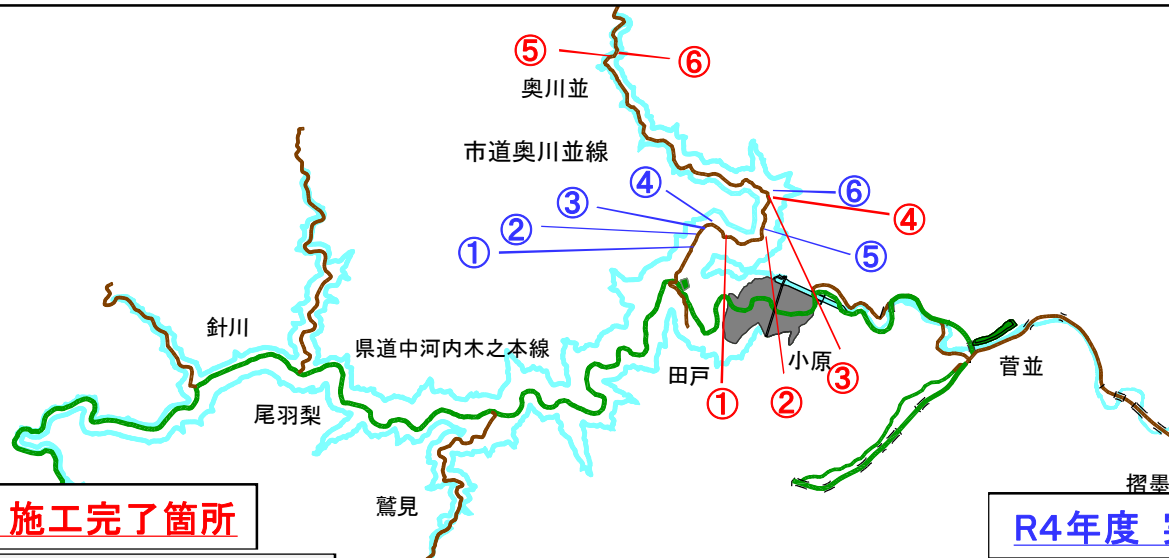 ⑤
⑥
奥川並
市道奥川並線
④
③
⑥
②
④
①
⑤
針川
県道中河内木之本線
小原
田戸
③
菅並
①
②
尾羽梨
摺墨
鷲見
施工完了箇所
R4年度